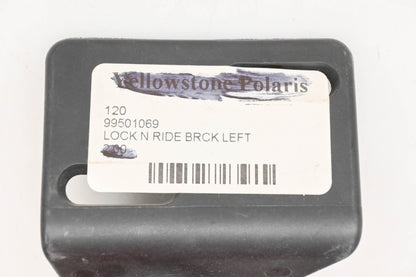 Yellowstone Polaris
120
99501069
LOCK N RIDE BRCK LEFT